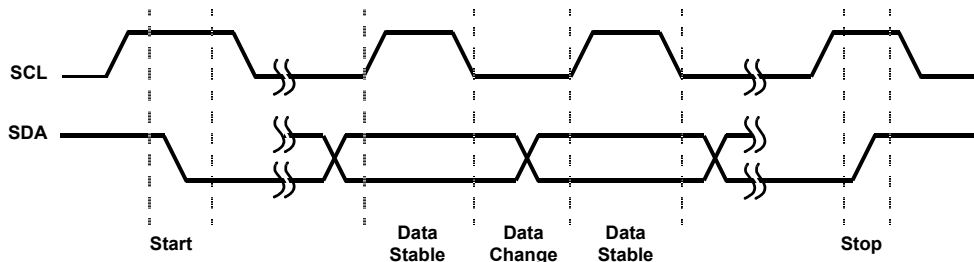 SCL
SDA
Start
Data
Stable
Data
Change
Data
Stable
Stop